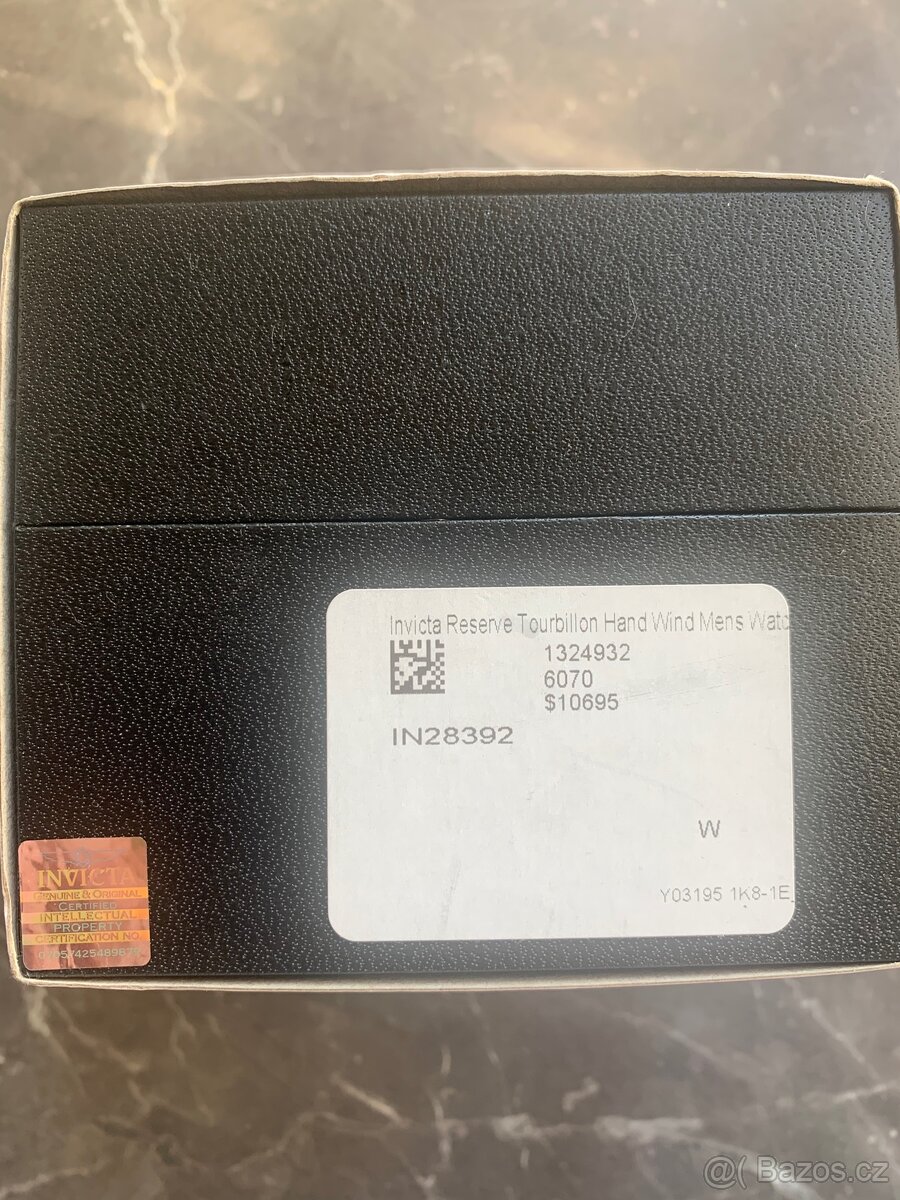 Invicta Reserve Tourbillon Hand Wind Mens Watc
1324932
6070
$10695
IN28392
W
Y03195 1K8-1E
INVICTA
GENUINE & ORIGINAL
CERTIFIED
INTELLECTUAL
PROPERTY
CERTIFICATION NO.
@( Bazos.cz